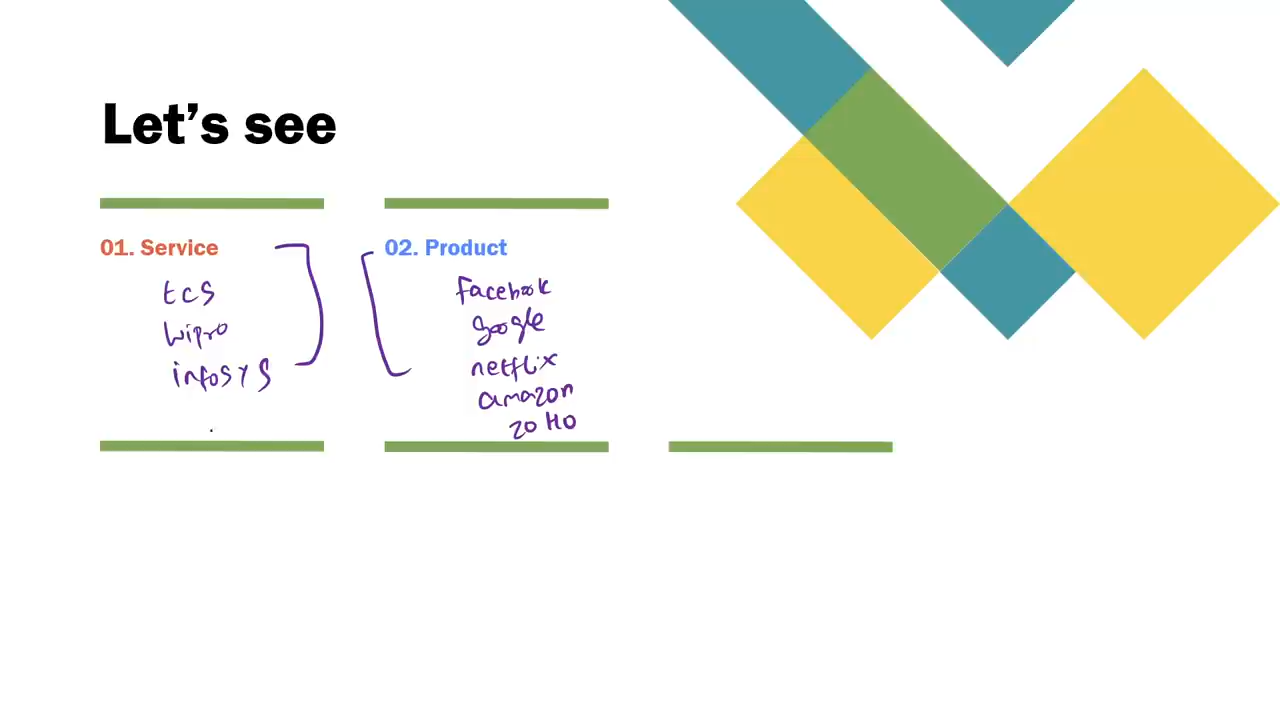 Let's see
01. Service
tcs
wipro
infosys
02. Product
facebook
google
netflix
amazon
ZOHO